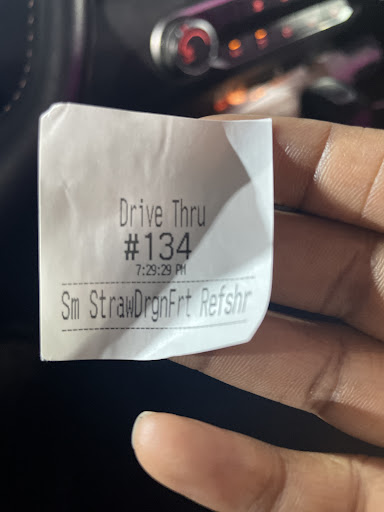 Drive Thru
#134
7:29:29 PM
Sm StrawDrgnFrt Refshr